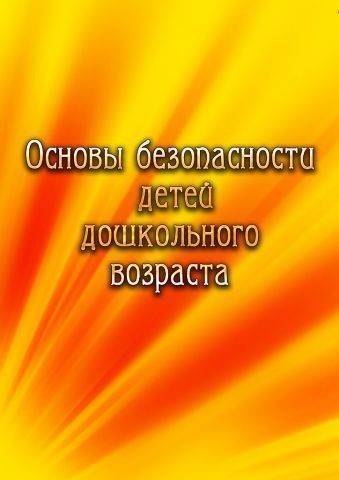 Основы безопасности
детей
дошкольного
возраста